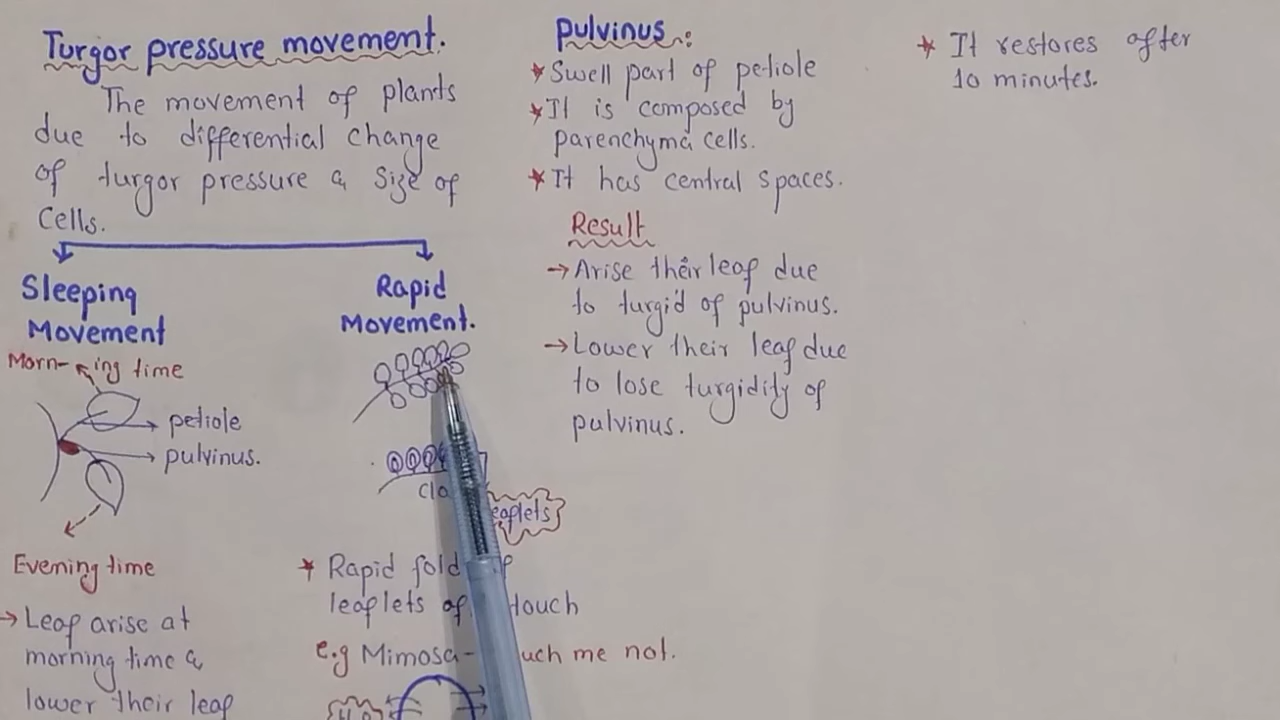 Turgor pressure movement.
The movement of plants
due to differential change
of turgor pressure & size of
cells.
Sleeping
Movement
Morn-ing time
petiole
pulvinus.
Evening time
→ Leaf arise at
morning time &
lower their leaf
Rapid
Movement.
leaplets
* Rapid fold
leaplets touch
e.g Mimosa- me not.
Pulvinus:
* Swell part of petiole
* It is composed by
parenchyma cells.
* It has central spaces.
Result
→ Arise their leaf due
to turgid of pulvinus.
→ Lower their leaf due
to lose turgidity of
pulvinus.
* It restores after
10 minutes.